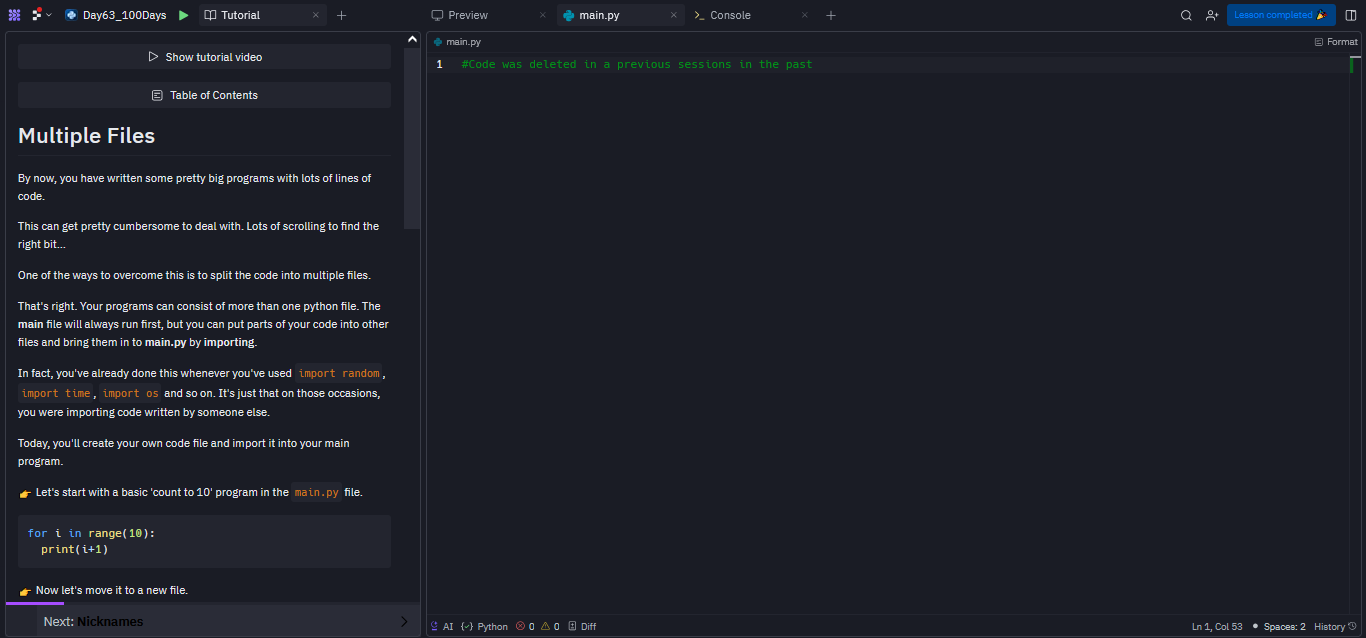 Day63_100Days
Tutorial
Preview
main.py
Console
Lesson completed 🎉
Show tutorial video
Table of Contents
Multiple Files
By now, you have written some pretty big programs with lots of lines of
code.
This can get pretty cumbersome to deal with. Lots of scrolling to find the
right bit...
One of the ways to overcome this is to split the code into multiple files.
That's right. Your programs can consist of more than one python file. The
main file will always run first, but you can put parts of your code into other
files and bring them in to main.py by importing.
In fact, you've already done this whenever you've used import random,
import time, import os and so on. It's just that on those occasions,
you were importing code written by someone else.
Today, you'll create your own code file and import it into your main
program.
👉 Let's start with a basic 'count to 10' program in the main.py file.
for i in range(10):
  print(i+1)
👉 Now let's move it to a new file.
Next: Nicknames
main.py
Format
1 #Code was deleted in a previous sessions in the past
AI
Python
0
0
Diff
Ln 1, Col 53
Spaces: 2
History